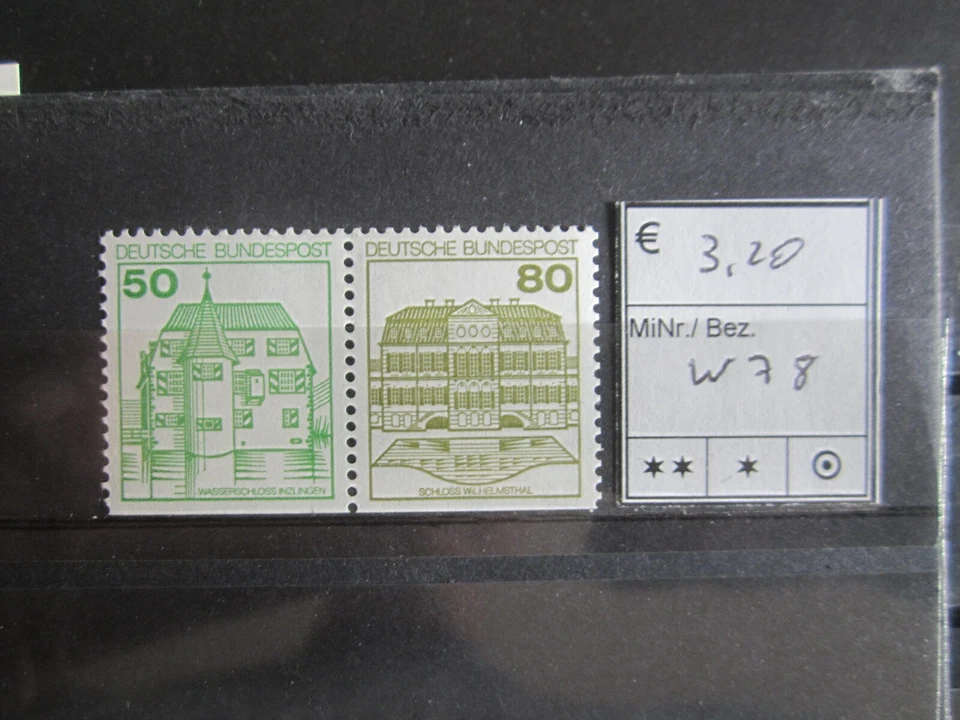 DEUTSCHE BUNDESPOST
50
WASSERSCHLOSS INZLINGEN
DEUTSCHE BUNDESPOST
80
SCHLOSS WILHELMSTHAL
€ 3,20
MiNr./ Bez.
W 78